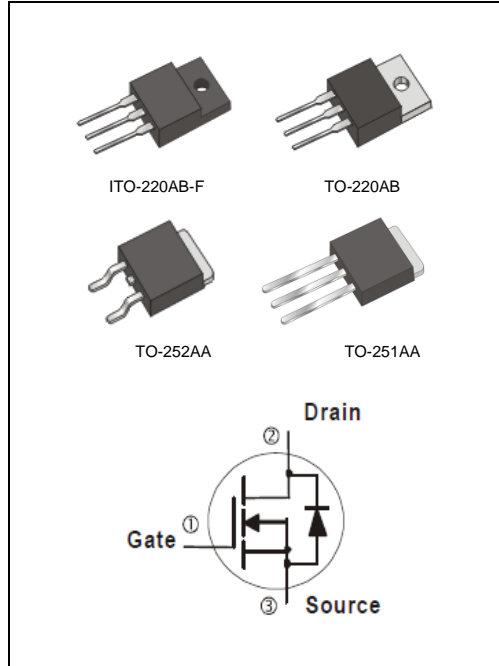 ITO-220AB-F
TO-220AB
TO-252AA
TO-251AA
Drain
②
①
Gate
③
Source